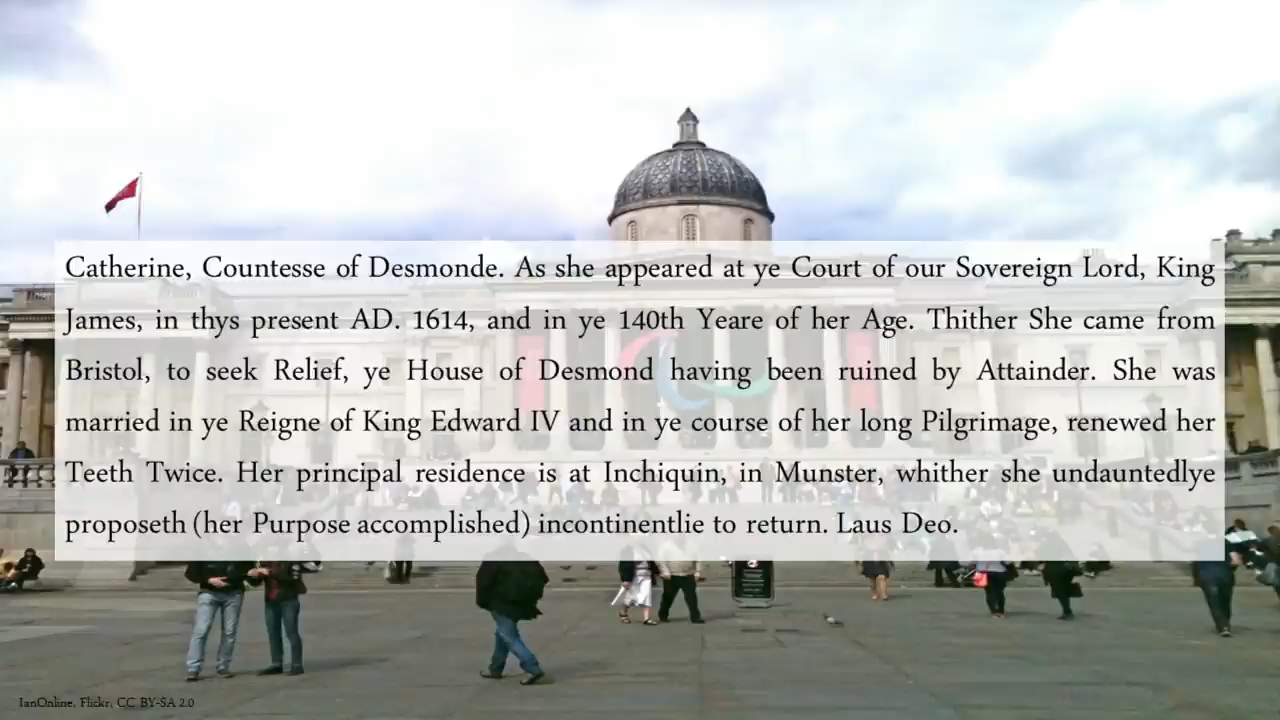 Catherine, Countesse of Desmonde. As she appeared at ye Court of our Sovereign Lord, King
James, in thys present AD. 1614, and in ye 140th Yeare of her Age. Thither She came from
Bristol, to seek Relief, ye House of Desmond having been ruined by Attainder. She was
married in ye Reigne of King Edward IV and in ye course of her long Pilgrimage, renewed her
Teeth Twice. Her principal residence is at Inchiquin, in Munster, whither she undauntedlye
proposeth (her Purpose accomplished) incontinentlie to return. Laus Deo.
IanOnline, Flickr, CC BY-SA 2.0